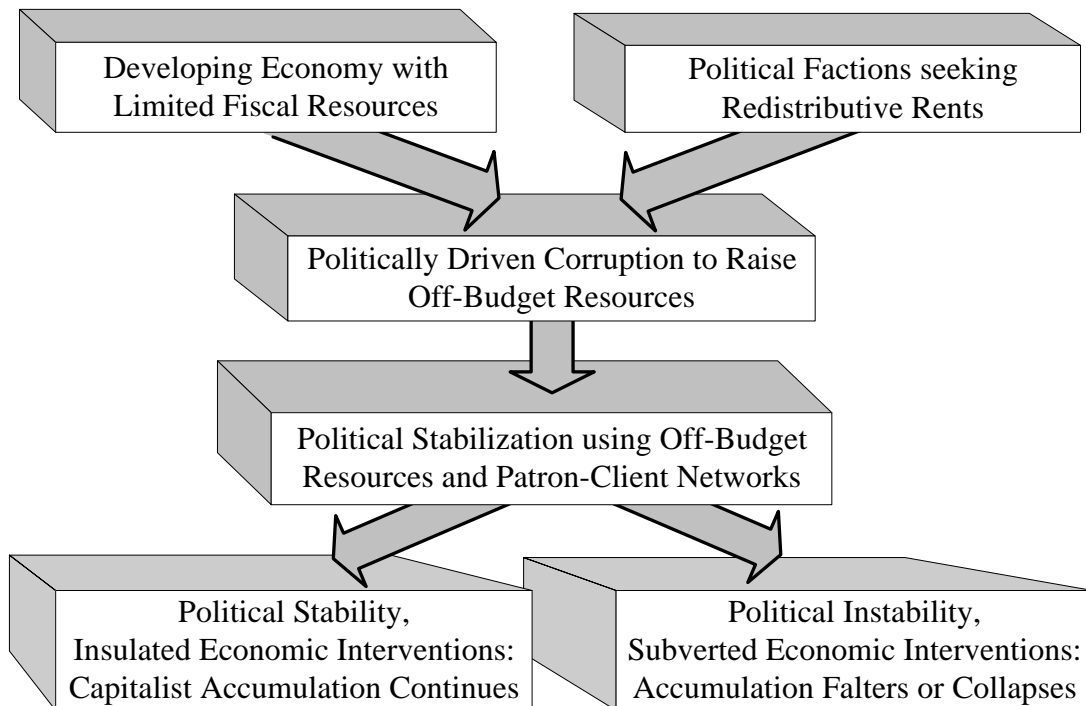 Developing Economy with
Limited Fiscal Resources
Political Factions seeking
Redistributive Rents
Politically Driven Corruption to Raise
Off-Budget Resources
Political Stabilization using Off-Budget
Resources and Patron-Client Networks
Political Stability,
Insulated Economic Interventions:
Capitalist Accumulation Continues
Political Instability,
Subverted Economic Interventions:
Accumulation Falters or Collapses